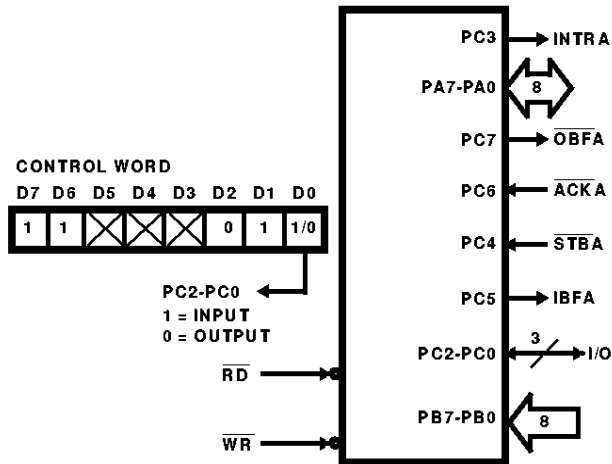 PC3 INTRA
PA7-PA0 8
PC7 OBFA
CONTROL WORD
D7 D6 D5 D4 D3 D2 D1 D0
PC6 ACKA
1 1 0 1 1/0
PC4 STBA
PC2-PC0
1 = INPUT
0 = OUTPUT
PC5 IBFA
PC2-PC0 3 I/O
RD
PB7-PB0 8
WR